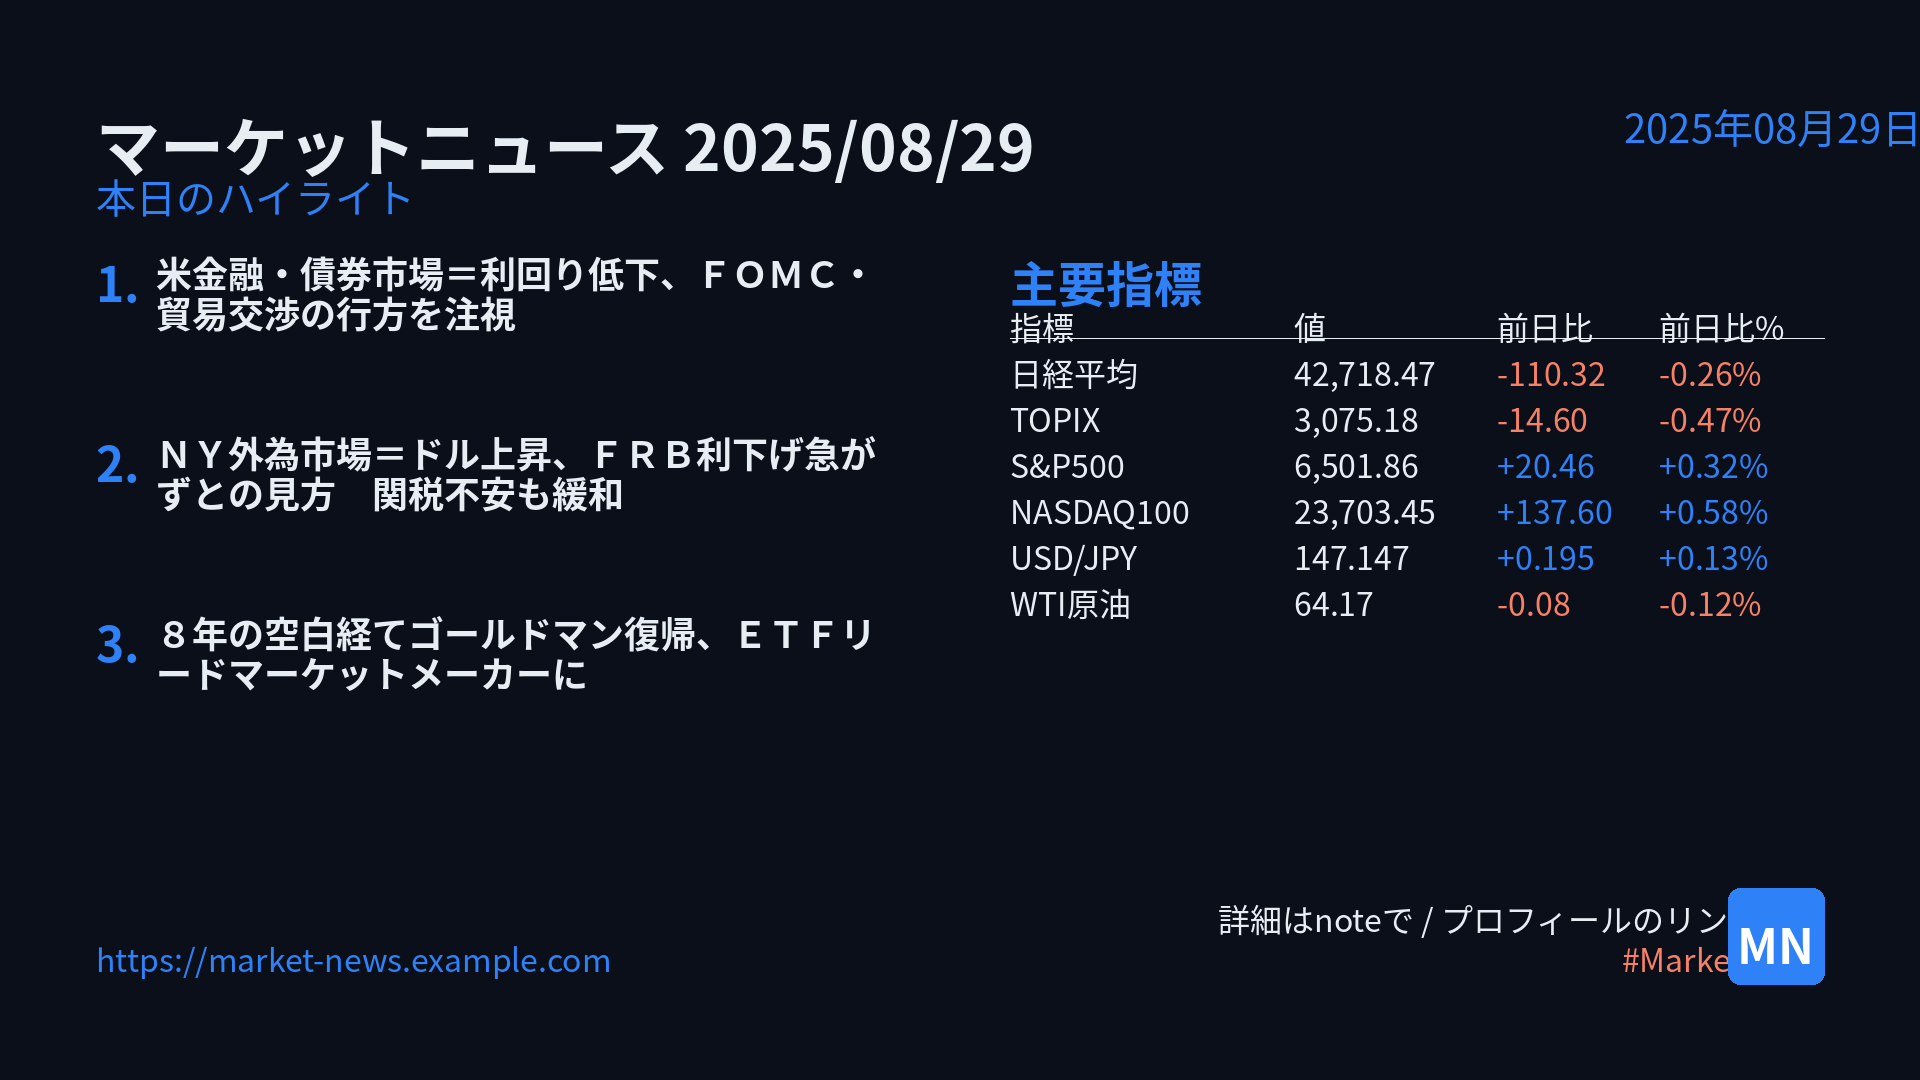 マーケットニュース 2025/08/29
2025年08月29日
本日のハイライト
1. 米金融・債券市場＝利回り低下、ＦＯＭＣ・
貿易交渉の行方を注視
2. ＮＹ外為市場＝ドル上昇、ＦＲＢ利下げ急が
ずとの見方　関税不安も緩和
3. ８年の空白経てゴールドマン復帰、ＥＴＦリ
ードマーケットメーカーに
主要指標
指標 値 前日比 前日比%
日経平均 42,718.47 -110.32 -0.26%
TOPIX 3,075.18 -14.60 -0.47%
S&P500 6,501.86 +20.46 +0.32%
NASDAQ100 23,703.45 +137.60 +0.58%
USD/JPY 147.147 +0.195 +0.13%
WTI原油 64.17 -0.08 -0.12%
詳細はnoteで / プロフィールのリン
#Marke
MN
https://market-news.example.com